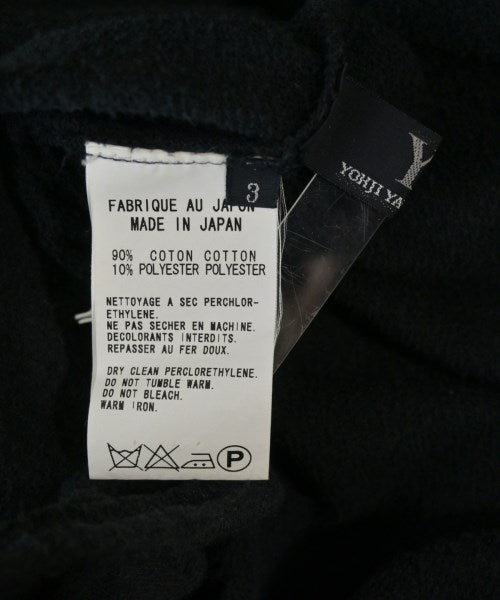 Y
YOHJI YA
3
FABRIQUE AU JAPON
MADE IN JAPAN
90% COTON COTTON
10% POLYESTER POLYESTER
NETTOYAGE A SEC PERCHLOR-
ETHYLENE.
NE PAS SECHER EN MACHINE.
DECOLORANTS INTERDITS.
REPASSER AU FER DOUX.
DRY CLEAN PERCLORETHYLENE.
DO NOT TUMBLE WARM.
DO NOT BLEACH.
WARM IRON.
P